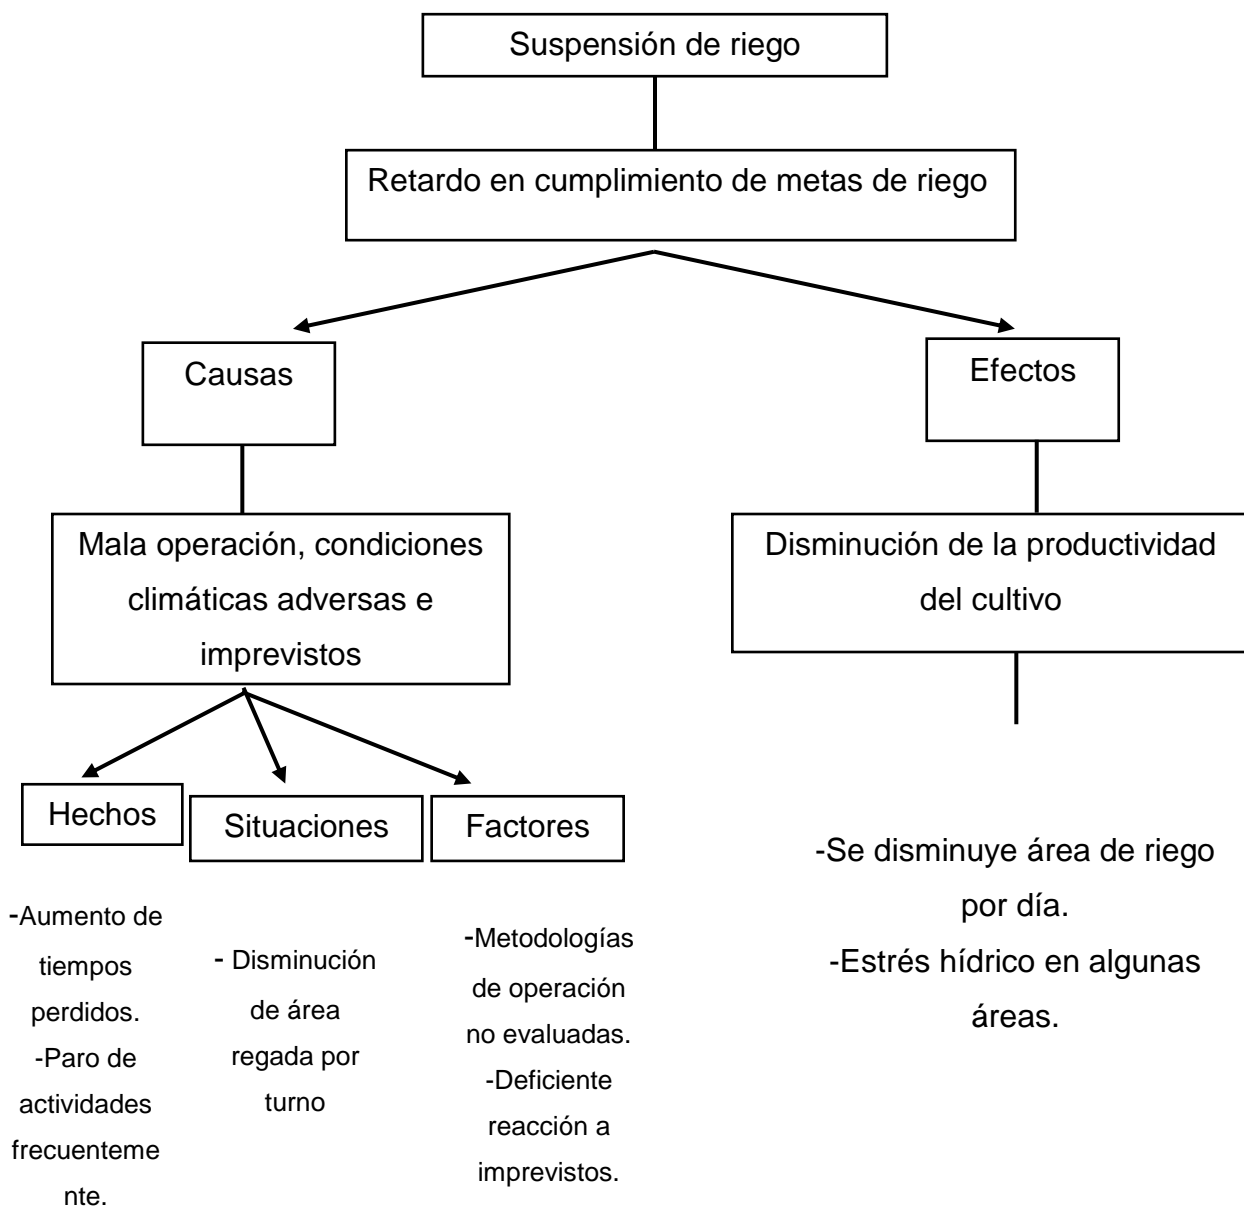 Suspensión de riego
Retardo en cumplimiento de metas de riego
Causas
Efectos
Mala operación, condiciones
climáticas adversas e
imprevistos
Disminución de la productividad
del cultivo
Hechos
Situaciones
Factores
-Aumento de
tiempos
perdidos.
-Paro de
actividades
frecuenteme
nte.
- Disminución
de área
regada por
turno
-Metodologías
de operación
no evaluadas.
-Deficiente
reacción a
imprevistos.
-Se disminuye área de riego
por día.
-Estrés hídrico en algunas
áreas.